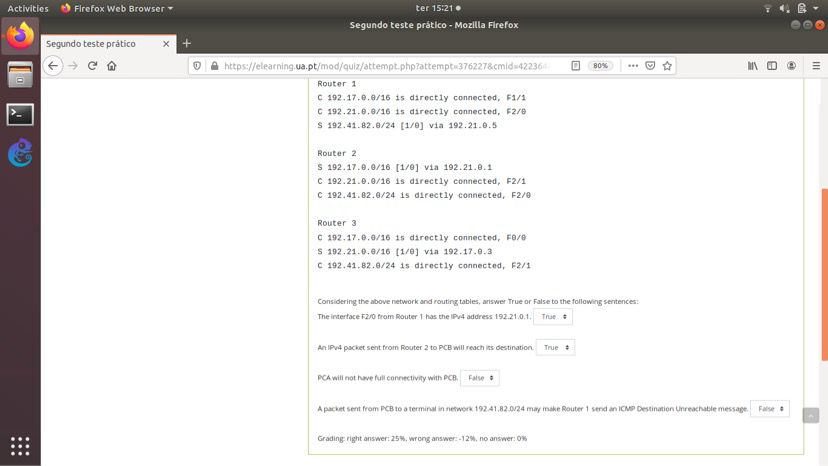 Activities
Firefox Web Browser
ter 15:21
Segundo teste prático - Mozilla Firefox
Segundo teste prático
https://elearning.ua.pt/mod/quiz/attempt.php?attempt=376227&cmid=42236
80%
Router 1
C 192.17.0.0/16 is directly connected, F1/1
C 192.21.0.0/16 is directly connected, F2/0
S 192.41.82.0/24 [1/0] via 192.21.0.5
Router 2
S 192.17.0.0/16 [1/0] via 192.21.0.1
C 192.21.0.0/16 is directly connected, F2/1
C 192.41.82.0/24 is directly connected, F2/0
Router 3
C 192.17.0.0/16 is directly connected, F0/0
S 192.21.0.0/16 [1/0] via 192.17.0.3
C 192.41.82.0/24 is directly connected, F2/1
Considering the above network and routing tables, answer True or False to the following sentences:
The interface F2/0 from Router 1 has the IPv4 address 192.21.0.1. True
An IPv4 packet sent from Router 2 to PCB will reach its destination. True
PCA will not have full connectivity with PCB. False
A packet sent from PCB to a terminal in network 192.41.82.0/24 may make Router 1 send an ICMP Destination Unreachable message. False
Grading: right answer: 25%, wrong answer: -12%, no answer: 0%